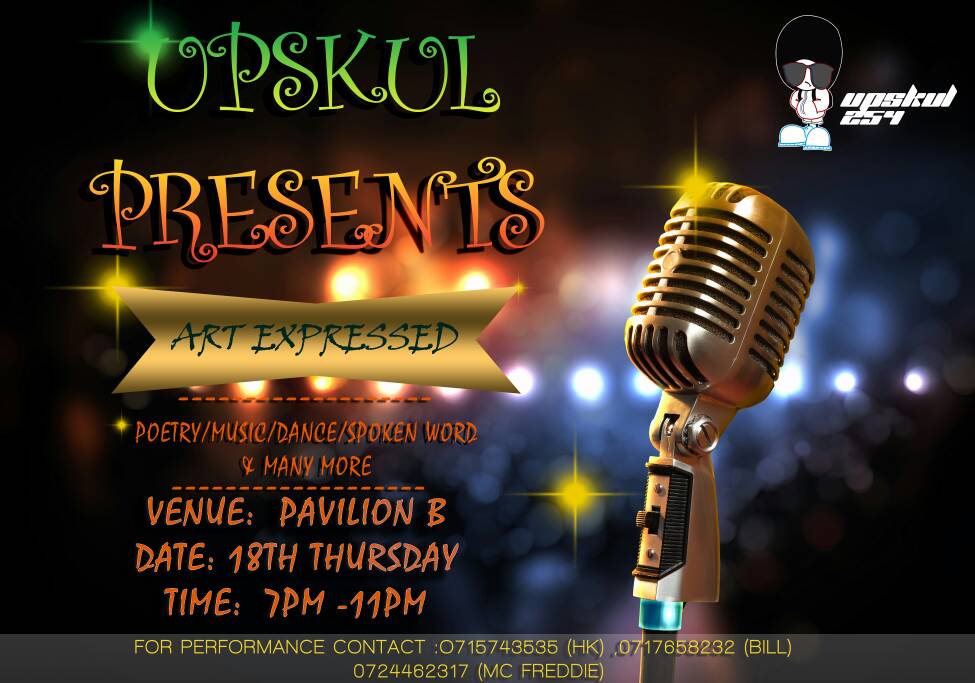 UPSKUL
upskul
254
PRESENTS
ART EXPRESSED
POETRY/MUSIC/DANCE/SPOKEN WORD
& MANY MORE
VENUE: PAVILION B
DATE: 18TH THURSDAY
TIME: 7PM -11PM
FOR PERFORMANCE CONTACT :0715743535 (HK) ,0717658232 (BILL)
0724462317 (MC FREDDIE)